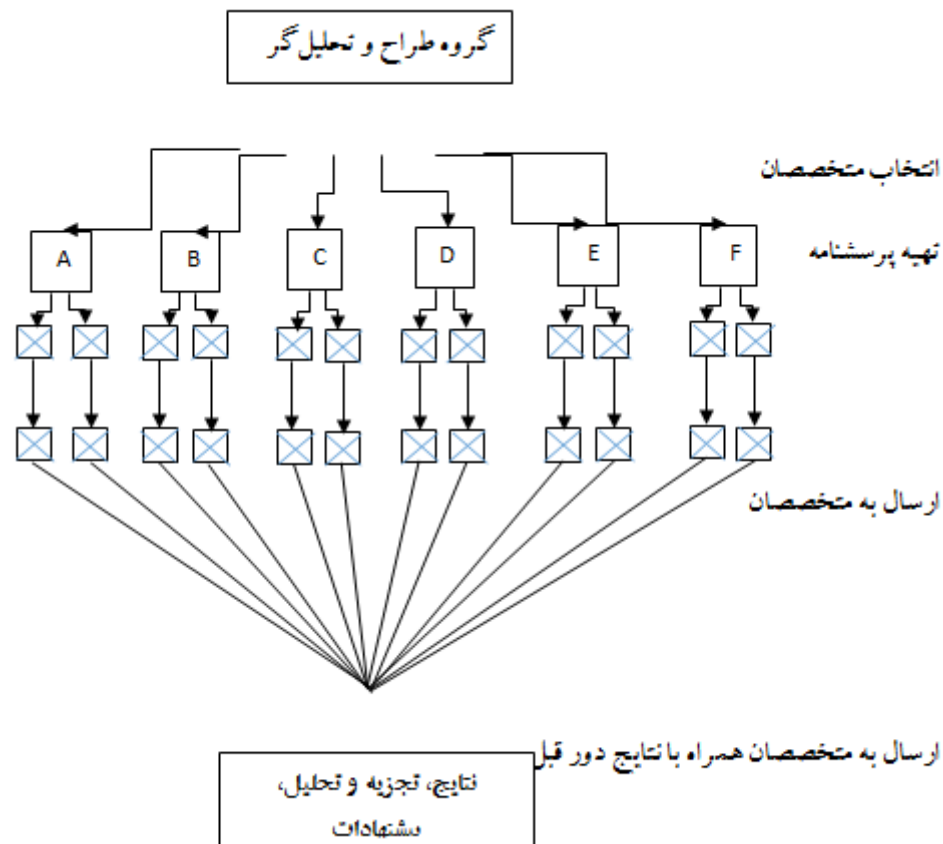 گروه طراح و تحلیل‌گر
انتخاب متخصصان
تهیه پرسشنامه
A B C D E F
ارسال به متخصصان
ارسال به متخصصان همراه با نتایج دور قبل
نتایج، تجزیه و تحلیل،
پیشنهادات